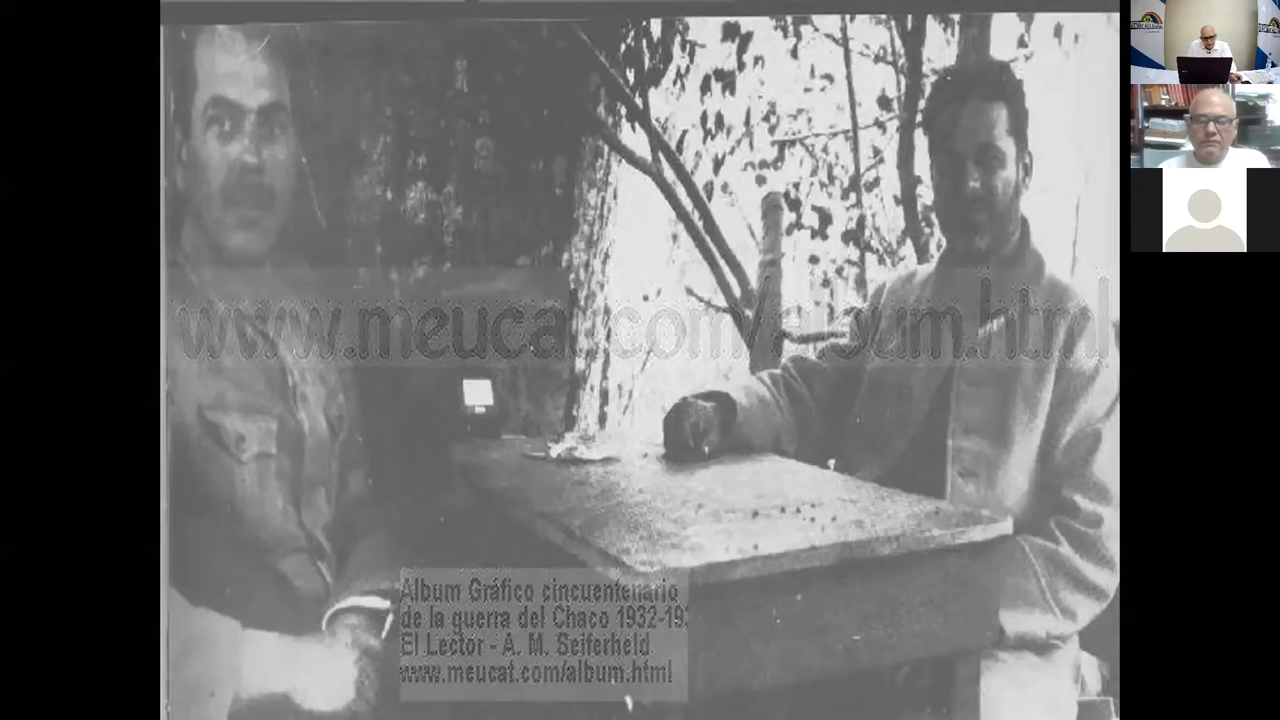 www.meucat.com/album.html
Album Gráfico cincuentenario
de la guerra del Chaco 1932-193
El Lector - A. M. Seiferheld
www.meucat.com/album.html